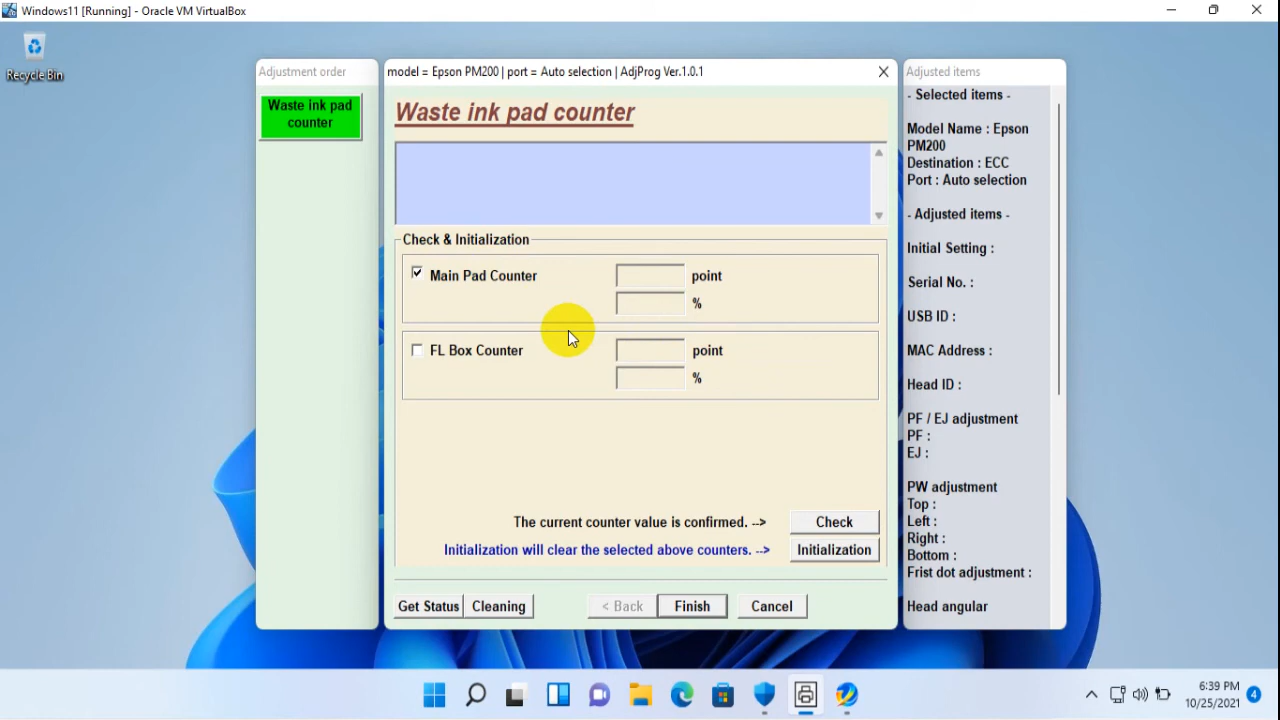 Windows11 [Running] - Oracle VM VirtualBox
Recycle Bin
Adjustment order
Waste ink pad
counter
model = Epson PM200 | port = Auto selection | AdjProg Ver.1.0.1
Waste ink pad counter
Check & Initialization
Main Pad Counter
point
%
FL Box Counter
point
%
The current counter value is confirmed. -->
Check
Initialization will clear the selected above counters. -->
Initialization
Get Status
Cleaning
< Back
Finish
Cancel
Adjusted items
- Selected items -
Model Name : Epson
PM200
Destination : ECC
Port : Auto selection
- Adjusted items -
Initial Setting :
Serial No. :
USB ID :
MAC Address :
Head ID :
PF / EJ adjustment
PF :
EJ :
PW adjustment
Top :
Left :
Right :
Bottom :
Frist dot adjustment :
Head angular
6:39 PM
10/25/2021
4